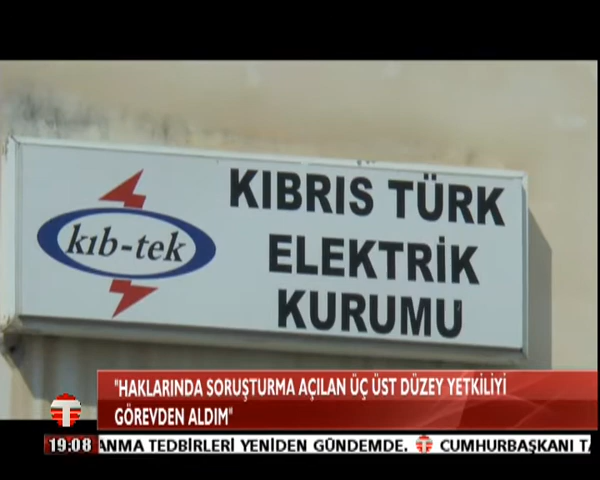 KIBRIS TÜRK
ELEKTRİK
KURUMU
kıb-tek
"HAKLARINDA SORUŞTURMA AÇILAN ÜÇ ÜST DÜZEY YETKİLİYİ
GÖREVDEN ALDIM"
19:08 ANMA TEDBİRLERİ YENİDEN GÜNDEMDE. T CUMHURBAŞKANI TA